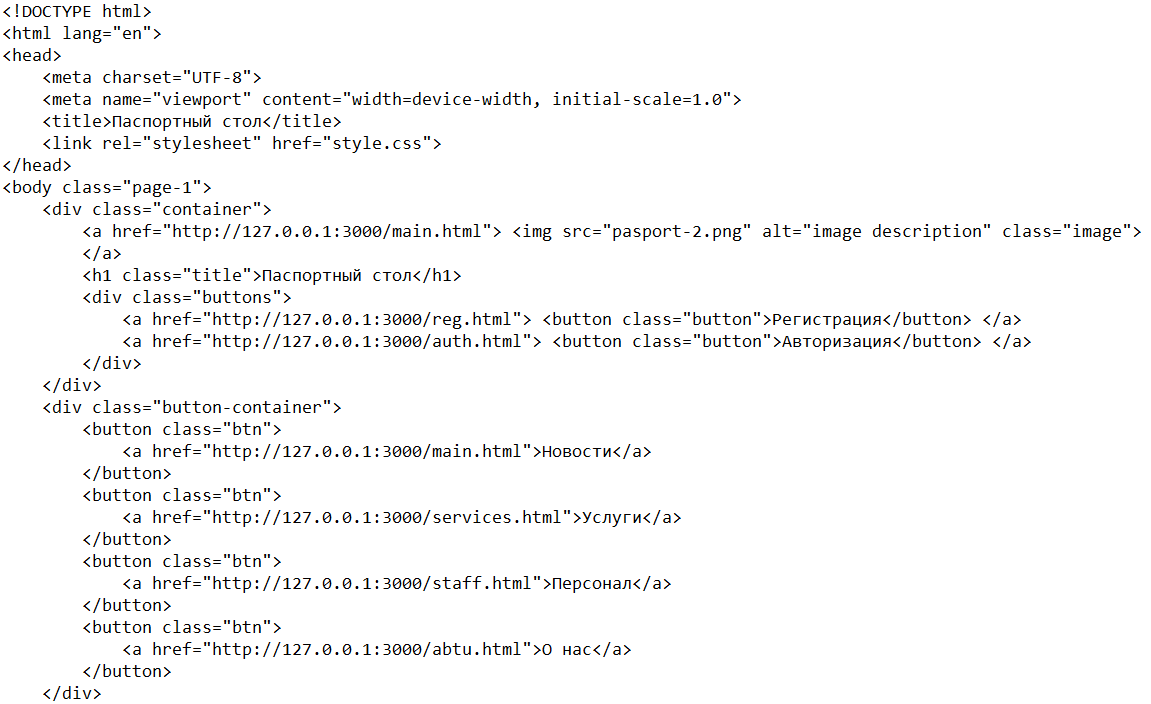 <!DOCTYPE html>
<html lang="en">
<head>
    <meta charset="UTF-8">
    <meta name="viewport" content="width=device-width, initial-scale=1.0">
    <title>Паспортный стол</title>
    <link rel="stylesheet" href="style.css">
</head>
<body class="page-1">
    <div class="container">
        <a href="http://127.0.0.1:3000/main.html"> <img src="pasport-2.png" alt="image description" class="image">
        </a>
        <h1 class="title">Паспортный стол</h1>
        <div class="buttons">
            <a href="http://127.0.0.1:3000/reg.html"> <button class="button">Регистрация</button> </a>
            <a href="http://127.0.0.1:3000/auth.html"> <button class="button">Авторизация</button> </a>
        </div>
    </div>
    <div class="button-container">
        <button class="btn">
            <a href="http://127.0.0.1:3000/main.html">Новости</a>
        </button>
        <button class="btn">
            <a href="http://127.0.0.1:3000/services.html">Услуги</a>
        </button>
        <button class="btn">
            <a href="http://127.0.0.1:3000/staff.html">Персонал</a>
        </button>
        <button class="btn">
            <a href="http://127.0.0.1:3000/abtu.html">О нас</a>
        </button>
    </div>